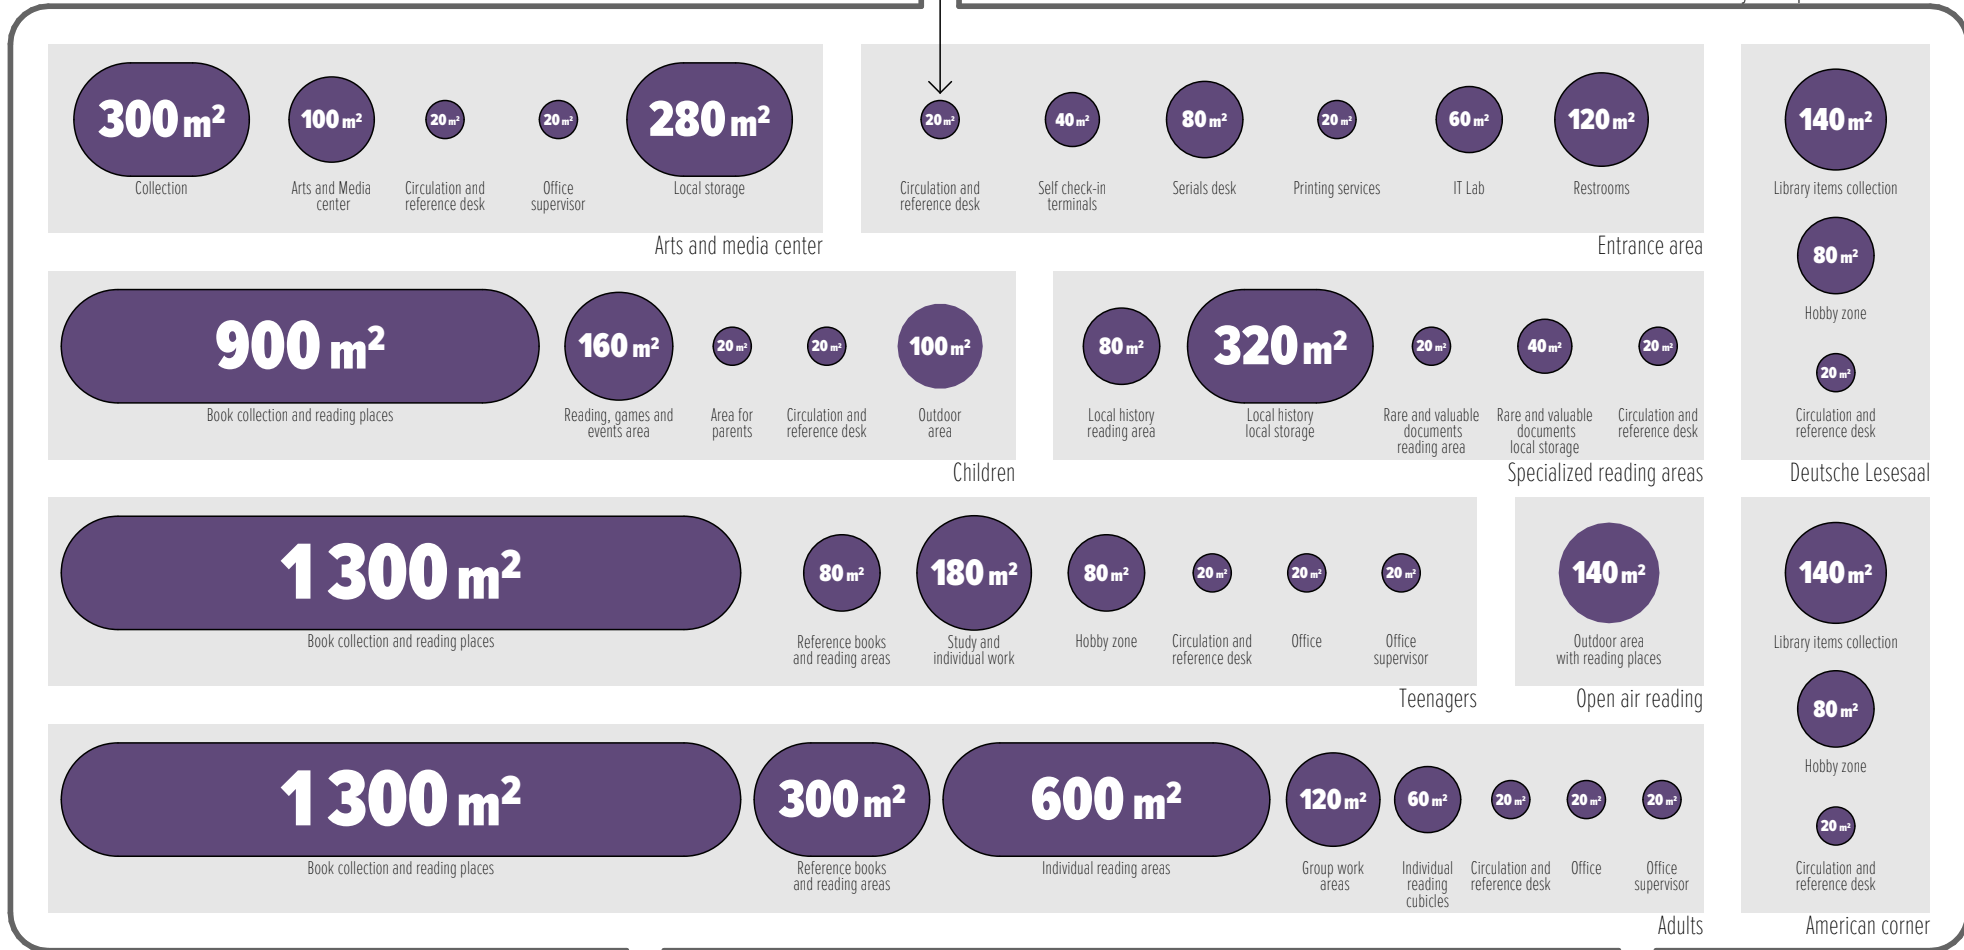 300 m²
100 m²
20 m²
20 m²
280 m²
Collection
Arts and Media
center
Circulation and
reference desk
Office
supervisor
Local storage
Arts and media center
20 m²
40 m²
80 m²
20 m²
60 m²
120 m²
Circulation and
reference desk
Self check-in
terminals
Serials desk
Printing services
IT Lab
Restrooms
Entrance area
140 m²
Library items collection
80 m²
Hobby zone
20 m²
Circulation and
reference desk
Deutsche Lesesaal
900 m²
160 m²
20 m²
20 m²
100 m²
Book collection and reading places
Reading, games and
events area
Area for
parents
Circulation and
reference desk
Outdoor
area
Children
80 m²
320 m²
20 m²
40 m²
20 m²
Local history
reading area
Local history
local storage
Rare and valuable
documents
reading area
Rare and valuable
documents
local storage
Circulation and
reference desk
Specialized reading areas
1 300 m²
80 m²
180 m²
80 m²
20 m²
20 m²
20 m²
Book collection and reading places
Reference books
and reading areas
Study and
individual work
Hobby zone
Circulation and
reference desk
Office
Office
supervisor
Teenagers
140 m²
Outdoor area
with reading places
Open air reading
140 m²
Library items collection
80 m²
Hobby zone
20 m²
Circulation and
reference desk
American corner
1 300 m²
300 m²
600 m²
120 m²
60 m²
20 m²
20 m²
20 m²
Book collection and reading places
Reference books
and reading areas
Individual reading areas
Group work
areas
Individual
reading
cubicles
Circulation and
reference desk
Office
Office
supervisor
Adults